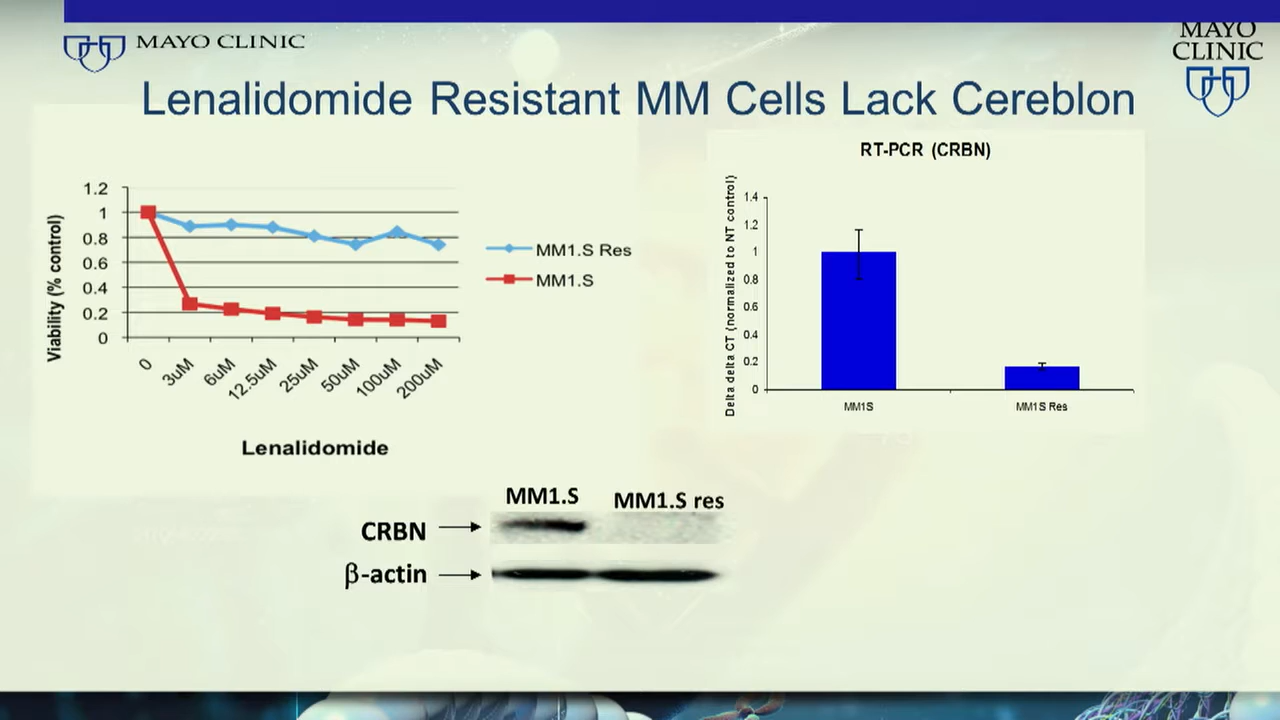 MAYO CLINIC
MAYO
CLINIC
Lenalidomide Resistant MM Cells Lack Cereblon
Viability (% control)
1.2
1
0.8
0.6
0.4
0.2
0
0
3uM
6uM
12.5uM
25uM
50uM
100uM
200uM
Lenalidomide
MM1.S Res
MM1.S
RT-PCR (CRBN)
Delta delta CT (normalized to NT control)
1.4
1.2
1
0.8
0.6
0.4
0.2
0
MM1S
MM1S Res
MM1.S
MM1.S res
CRBN
β-actin